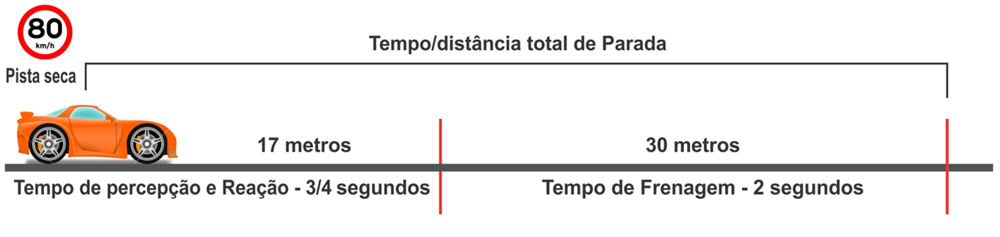 80
km/h
Tempo/distância total de Parada
Pista seca
17 metros
30 metros
Tempo de percepção e Reação - 3/4 segundos
Tempo de Frenagem - 2 segundos